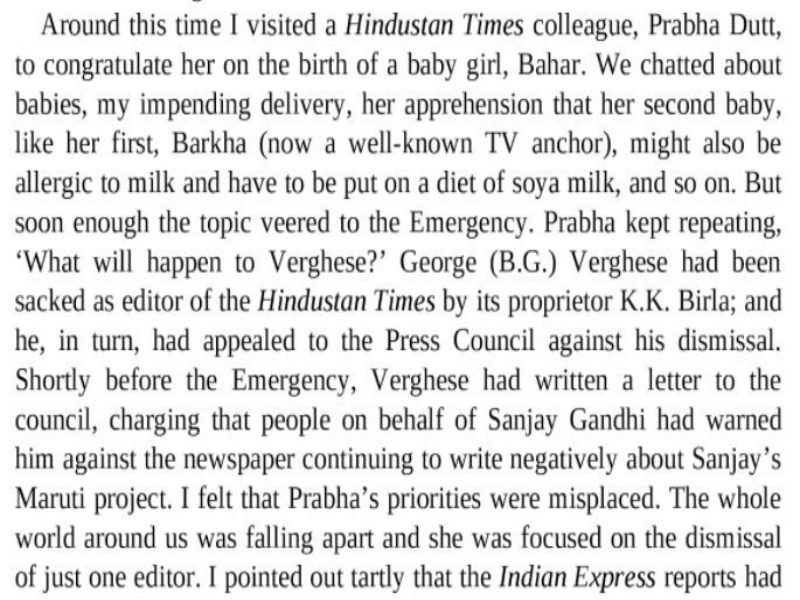 Around this time I visited a Hindustan Times colleague, Prabha Dutt,
to congratulate her on the birth of a baby girl, Bahar. We chatted about
babies, my impending delivery, her apprehension that her second baby,
like her first, Barkha (now a well-known TV anchor), might also be
allergic to milk and have to be put on a diet of soya milk, and so on. But
soon enough the topic veered to the Emergency. Prabha kept repeating,
‘What will happen to Verghese?’ George (B.G.) Verghese had been
sacked as editor of the Hindustan Times by its proprietor K.K. Birla; and
he, in turn, had appealed to the Press Council against his dismissal.
Shortly before the Emergency, Verghese had written a letter to the
council, charging that people on behalf of Sanjay Gandhi had warned
him against the newspaper continuing to write negatively about Sanjay’s
Maruti project. I felt that Prabha’s priorities were misplaced. The whole
world around us was falling apart and she was focused on the dismissal
of just one editor. I pointed out tartly that the Indian Express reports had